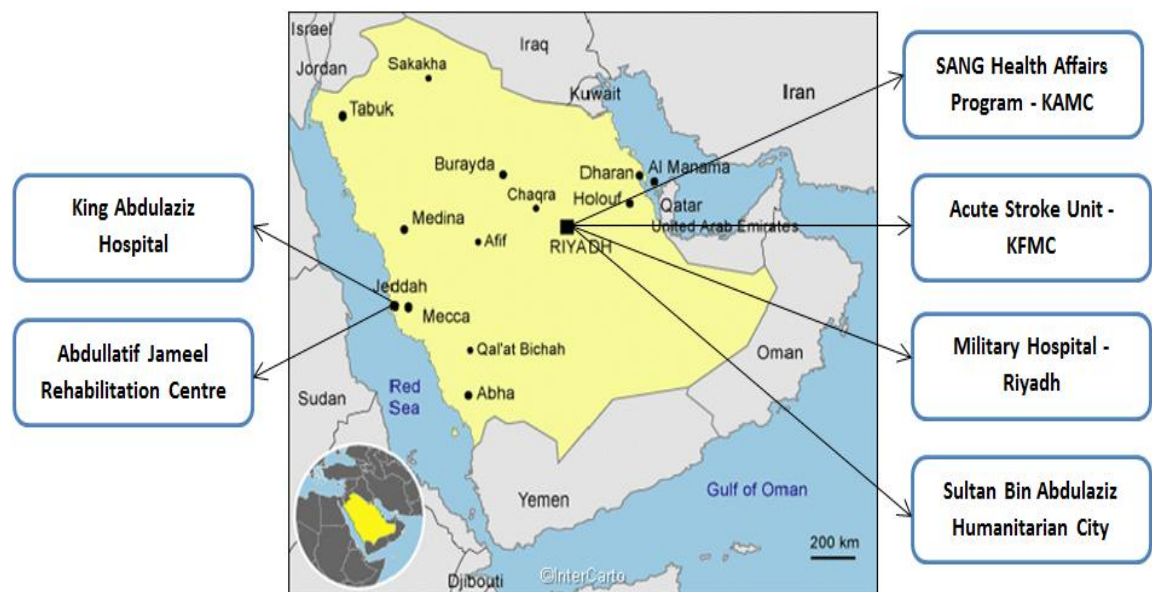 King Abdulaziz
Hospital
Abdullatif Jameel
Rehabilitation Centre
Israel
Jordan
Iraq
Kuwait
Iran
Sakakha
Tabuk
Burayda
Chaqra
Dharan
Al Manama
Holouf
Qatar
United Arab Emirates
Medina
Afif
RIYADH
Jeddah
Mecca
Qal'at Bichah
Abha
Red
Sea
Sudan
Oman
Yemen
Gulf of Oman
200 km
Djibouti
©InterCarto
SANG Health Affairs
Program - KAMC
Acute Stroke Unit -
KFMC
Military Hospital -
Riyadh
Sultan Bin Abdulaziz
Humanitarian City